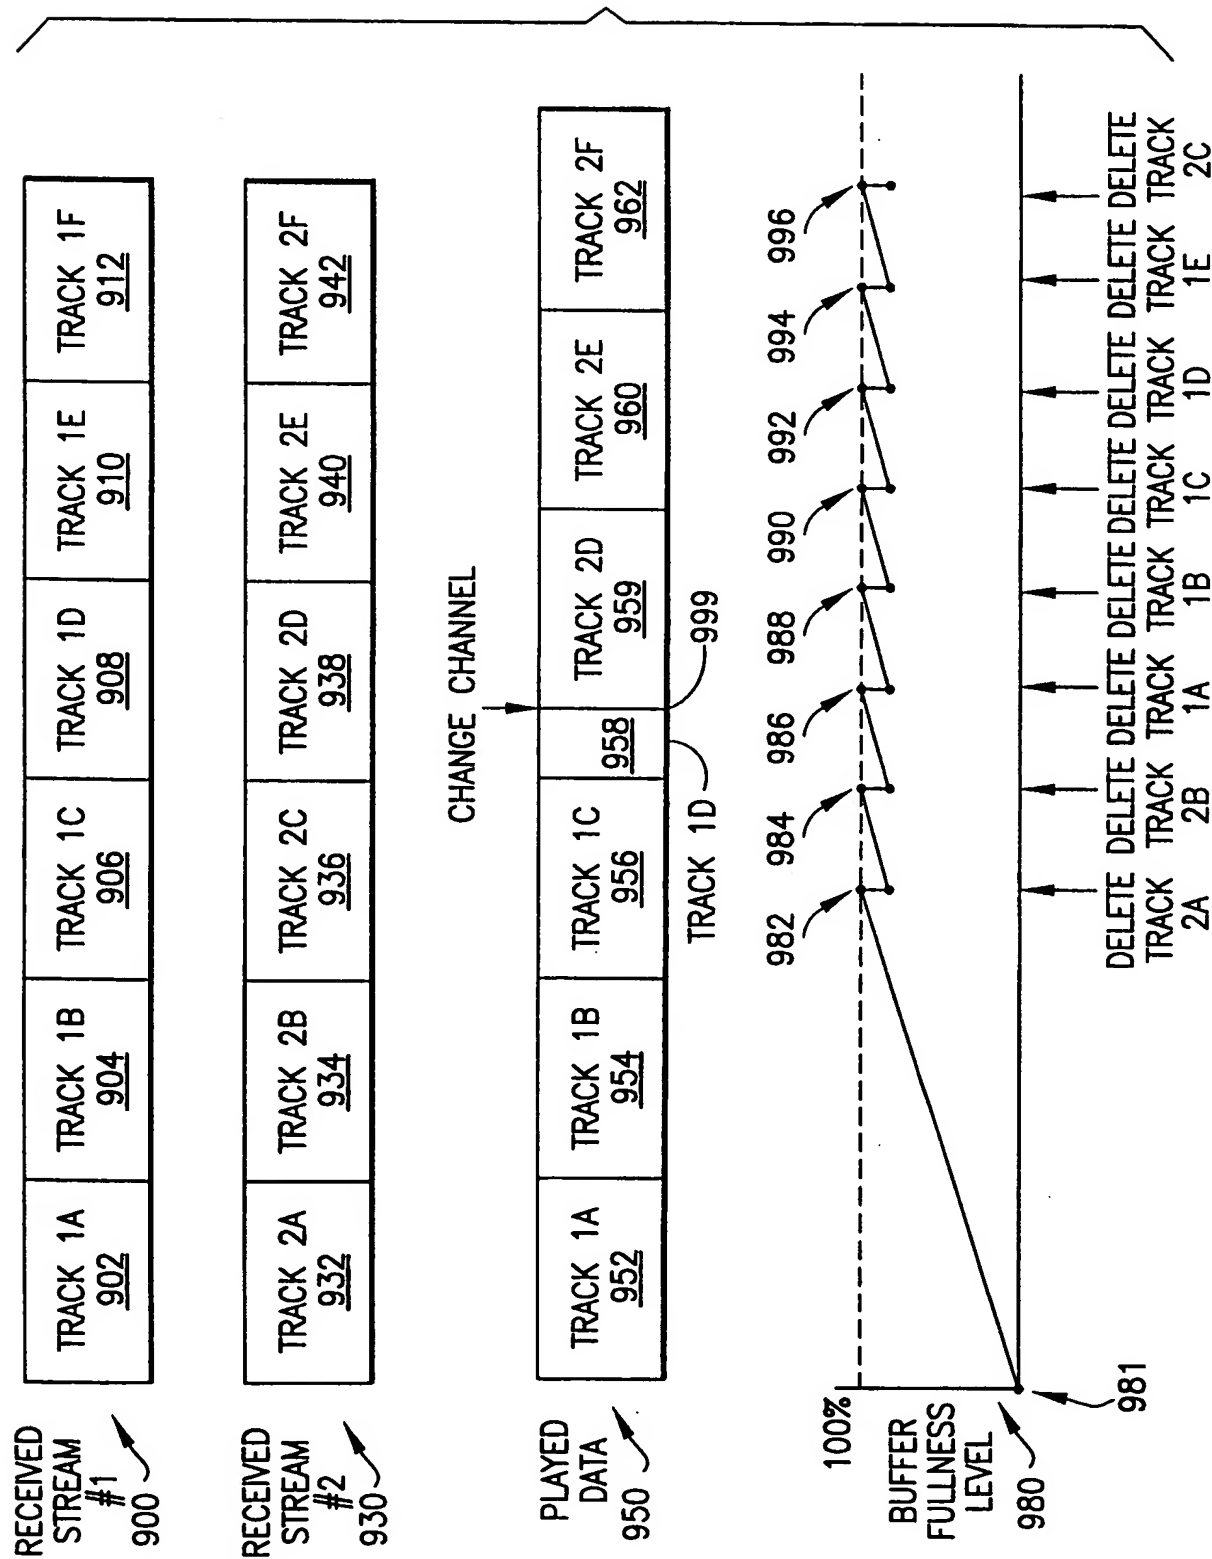 RECEIVED
STREAM
#1
900
TRACK 1A
902
TRACK 1B
904
TRACK 1C
906
TRACK 1D
908
TRACK 1E
910
TRACK 1F
912
RECEIVED
STREAM
#2
930
TRACK 2A
932
TRACK 2B
934
TRACK 2C
936
TRACK 2D
938
TRACK 2E
940
TRACK 2F
942
CHANGE CHANNEL
PLAYED
DATA
950
TRACK 1A
952
TRACK 1B
954
TRACK 1C
956
958
TRACK 2D
959
TRACK 2E
960
TRACK 2F
962
TRACK 1D
999
100%
BUFFER
FULLNESS
LEVEL
980
981
982
984
986
988
990
992
994
996
DELETE
TRACK
2A
DELETE
TRACK
2B
DELETE
TRACK
1A
DELETE
TRACK
1B
DELETE
TRACK
1C
DELETE
TRACK
1D
DELETE
TRACK
1E
DELETE
TRACK
2C